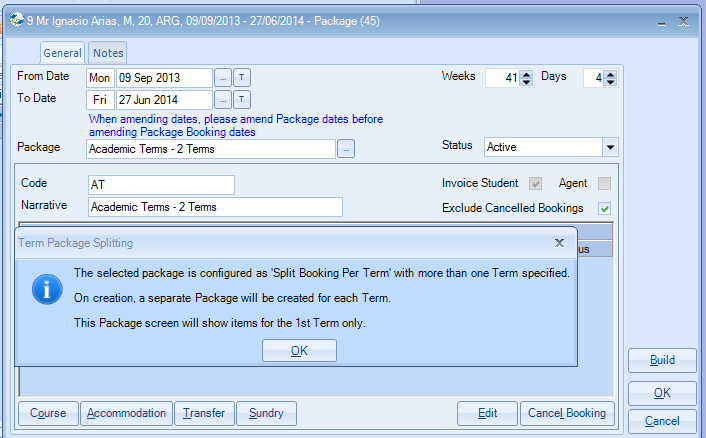 9 Mr Ignacio Arias, M, 20, ARG, 09/09/2013 - 27/06/2014 - Package (45)
General Notes
From Date Mon 09 Sep 2013 ... T Weeks 41 Days 4
To Date Fri 27 Jun 2014 ... T
When amending dates, please amend Package dates before
amending Package Booking dates
Package Academic Terms - 2 Terms ... Status Active
Code AT Invoice Student Agent
Narrative Academic Terms - 2 Terms Exclude Cancelled Bookings
Term Package Splitting X
The selected package is configured as 'Split Booking Per Term' with more than one Term specified.
On creation, a separate Package will be created for each Term.
This Package screen will show items for the 1st Term only.
OK
Build
Course Accommodation Transfer Sundry Edit Cancel Booking
OK
Cancel